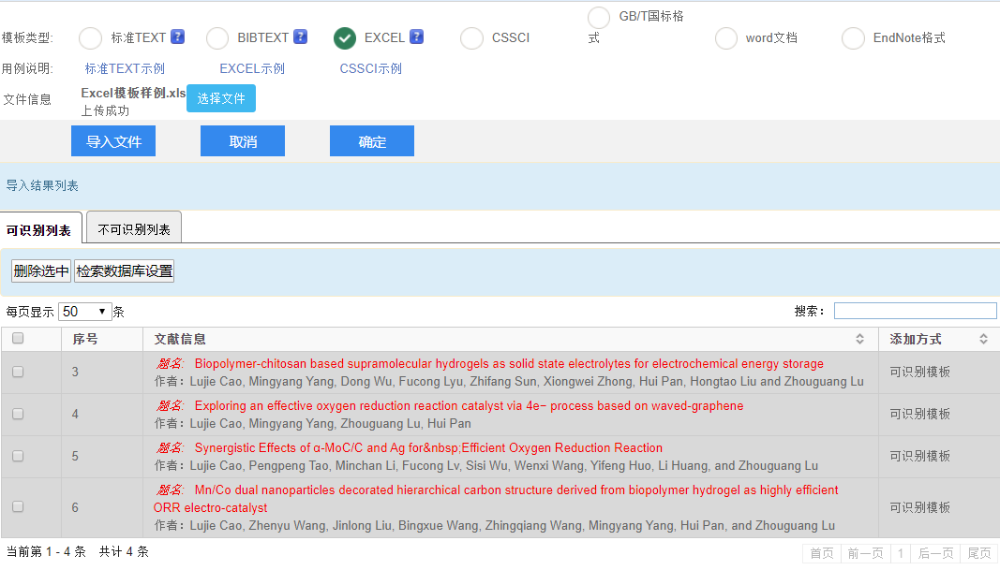 模板类型: 标准TEXT ? BIBTEXT ? EXCEL ? CSSCI GB/T国标格式 word文档 EndNote格式
用例说明: 标准TEXT示例 EXCEL示例 CSSCI示例
文件信息 Excel模板样例.xls 选择文件
上传成功
导入文件 取消 确定
导入结果列表
可识别列表 不可识别列表
删除选中 检索数据库设置
每页显示 50 条 搜索：
序号 文献信息 添加方式
3 题名: Biopolymer-chitosan based supramolecular hydrogels as solid state electrolytes for electrochemical energy storage 可识别模板
作者：Lujie Cao, Mingyang Yang, Dong Wu, Fucong Lyu, Zhifang Sun, Xiongwei Zhong, Hui Pan, Hongtao Liu and Zhouguang Lu
4 题名: Exploring an effective oxygen reduction reaction catalyst via 4e− process based on waved-graphene 可识别模板
作者：Lujie Cao, Mingyang Yang, Zhouguang Lu, Hui Pan
5 题名: Synergistic Effects of α-MoC/C and Ag for&nbsp;Efficient Oxygen Reduction Reaction 可识别模板
作者：Lujie Cao, Pengpeng Tao, Minchan Li, Fucong Lv, Sisi Wu, Wenxi Wang, Yifeng Huo, Li Huang, and Zhouguang Lu
6 题名: Mn/Co dual nanoparticles decorated hierarchical carbon structure derived from biopolymer hydrogel as highly efficient 可识别模板
ORR electro-catalyst
作者：Lujie Cao, Zhenyu Wang, Jinlong Liu, Bingxue Wang, Zhingqiang Wang, Mingyang Yang, Hui Pan, and Zhouguang Lu
当前第 1 - 4 条 共计 4 条 首页 前一页 1 后一页 尾页